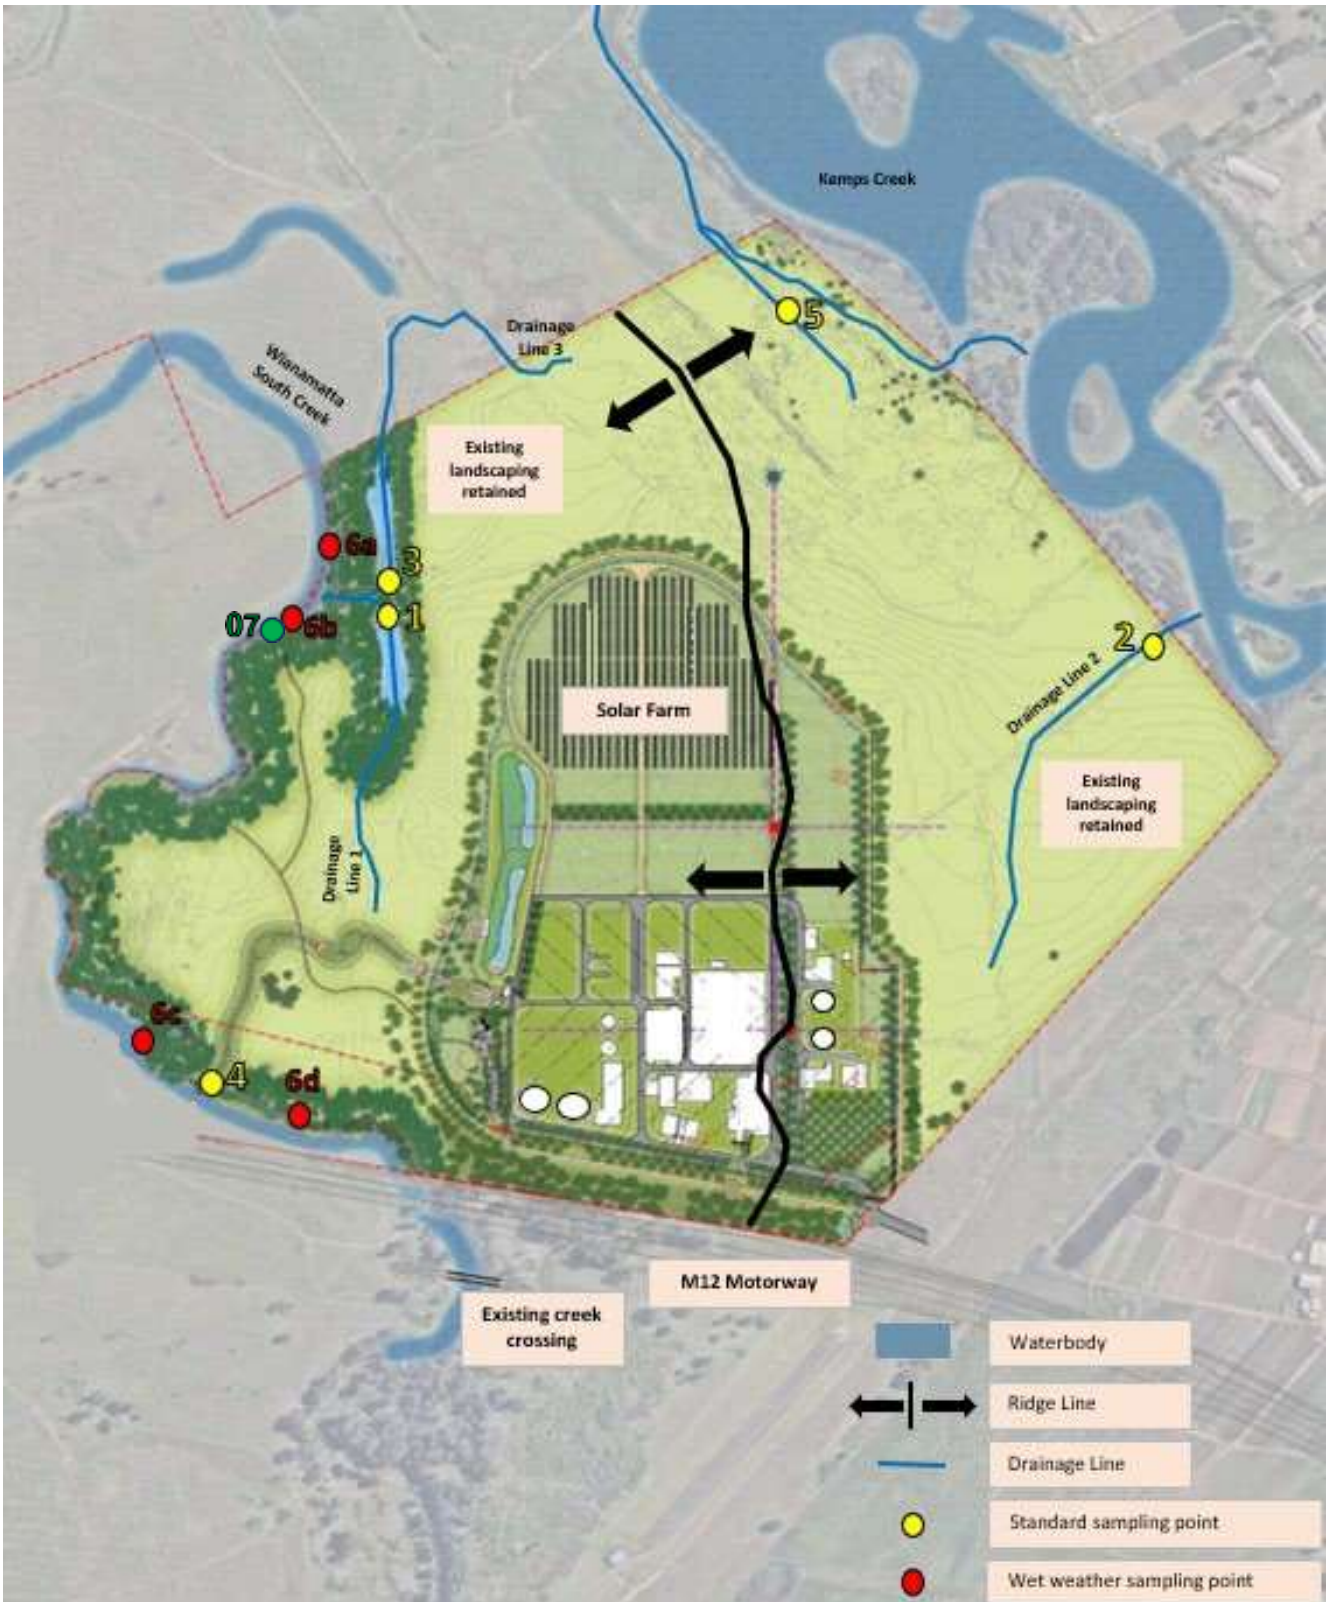 Kemps Creek
5
Drainage
Line 3
Wianamatta
South Creek
Existing
landscaping
retained
6a
3
1
07
6b
2
Drainage Line 2
Solar Farm
Existing
landscaping
retained
Drainage
Line 1
6c
4
6d
M12 Motorway
Existing creek
crossing
Waterbody
Ridge Line
Drainage Line
Standard sampling point
Wet weather sampling point